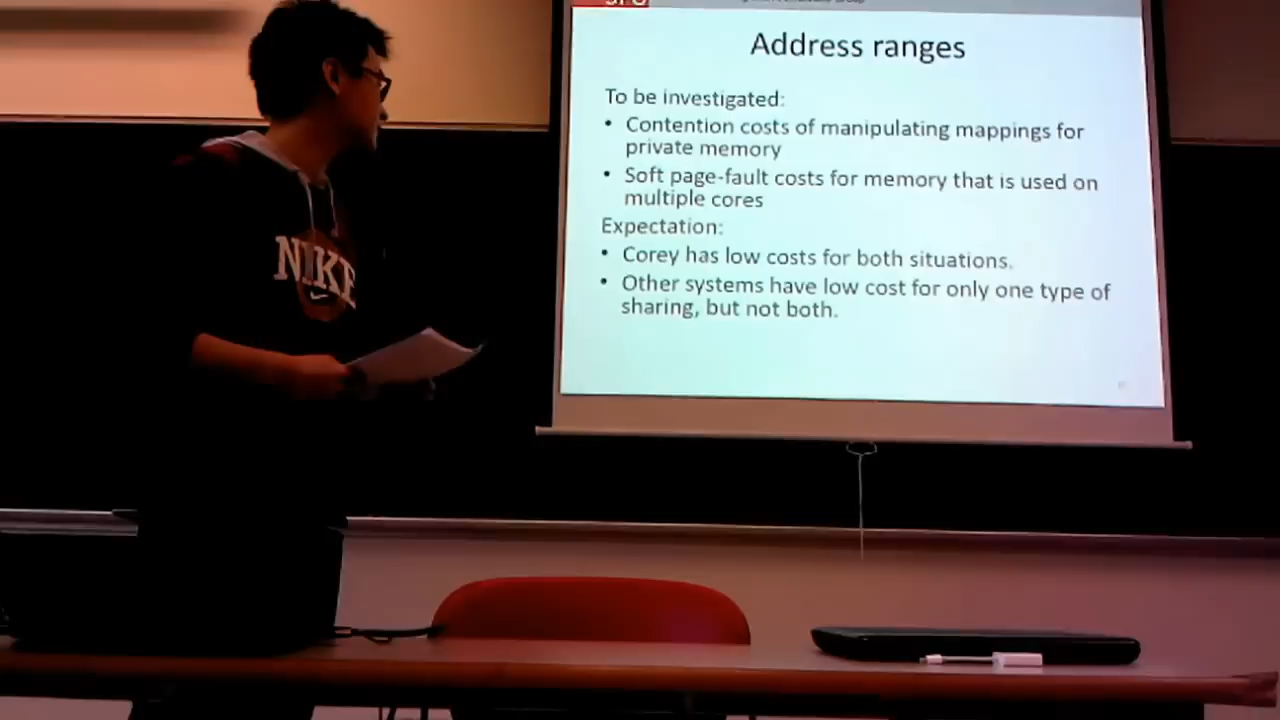 SFU
Address ranges
To be investigated:
• Contention costs of manipulating mappings for
private memory
• Soft page-fault costs for memory that is used on
multiple cores
Expectation:
• Corey has low costs for both situations.
• Other systems have low cost for only one type of
sharing, but not both.
NIKE